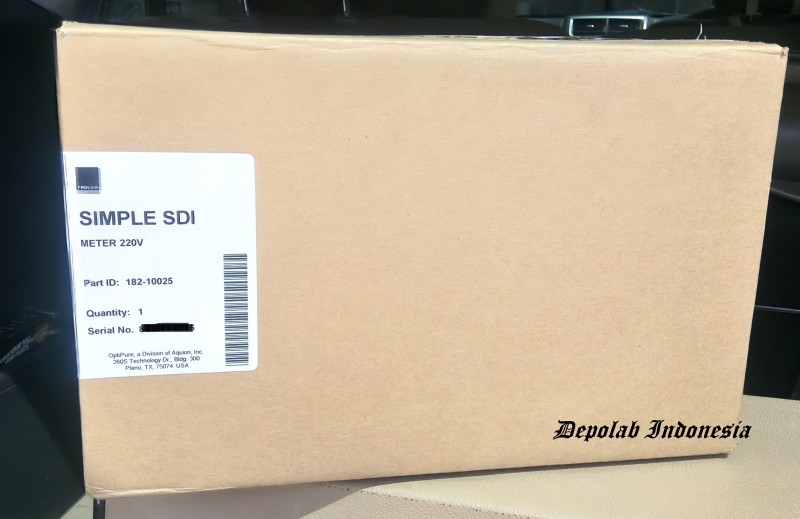 SIMPLE SDI
METER 220V
Part ID: 182-10025
Quantity: 1
Serial No.
OptiPure, a Division of Aquion, Inc.
2605 Technology Dr., Bldg. 300
Plano, TX, 75074. USA
Depolab Indonesia